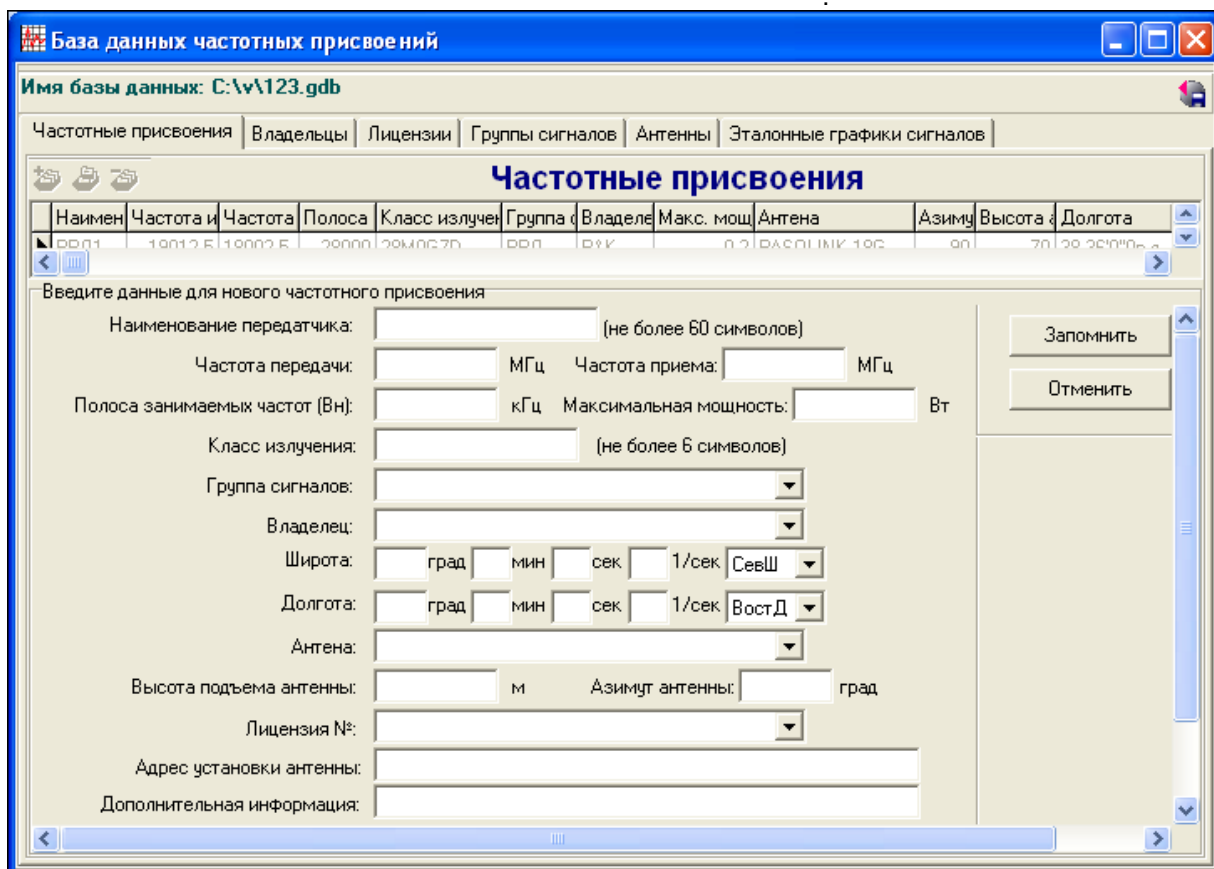 База данных частотных присвоений
Имя базы данных: C:\v\123.gdb
Частотные присвоения Владельцы Лицензии Группы сигналов Антенны Эталонные графики сигналов
Частотные присвоения
Наимен Частота и Частота Полоса Класс излучен Группа с Владеле Макс. мощ Антена Азиму Высота а Долгота
Введите данные для нового частотного присвоения
Наименование передатчика: (не более 60 символов)
Запомнить
Частота передачи: МГц Частота приема: МГц
Отменить
Полоса занимаемых частот (Вн): кГц Максимальная мощность: Вт
Класс излучения: (не более 6 символов)
Группа сигналов:
Владелец:
Широта: град мин сек 1/сек СевШ
Долгота: град мин сек 1/сек ВостД
Антена:
Высота подъема антенны: м Азимут антенны: град
Лицензия №:
Адрес установки антенны:
Дополнительная информация: